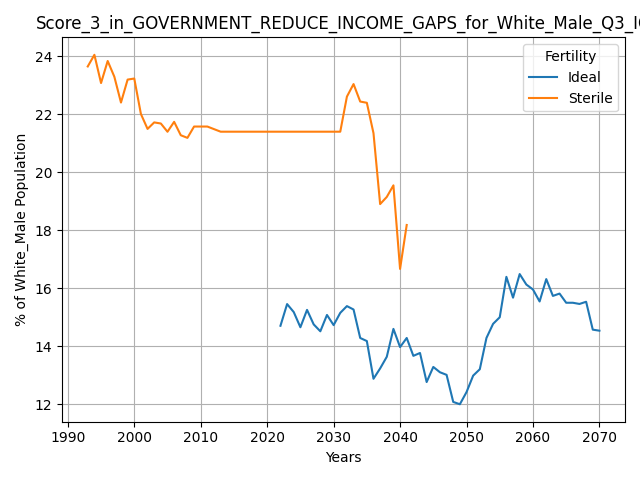 Score_3_in_GOVERNMENT_REDUCE_INCOME_GAPS_for_White_Male_Q3_I
Fertility
Ideal
Sterile
% of White_Male Population
24
22
20
18
16
14
12
1990 2000 2010 2020 2030 2040 2050 2060 2070
Years